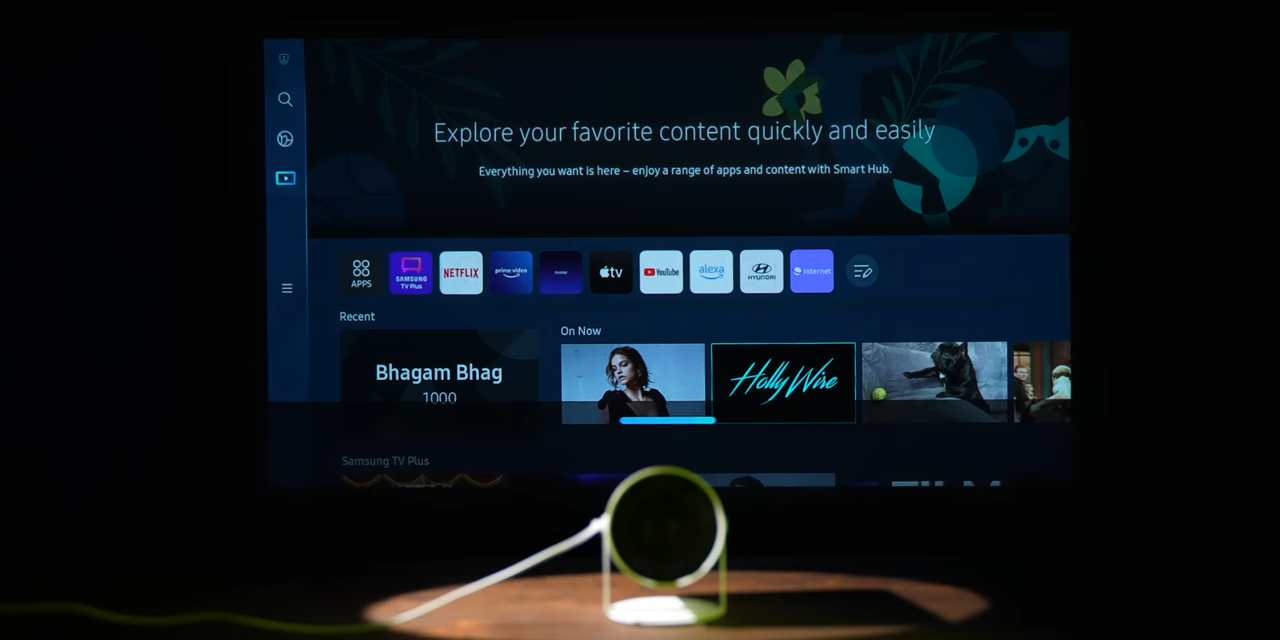 Explore your favorite content quickly and easily
Everything you want is here – enjoy a range of apps and content with Smart Hub.
APPS
SAMSUNG
TV Plus
NETFLIX
prime video
tv
YouTube
alexa
HYUNDAI
Internet
Recent
On Now
Bhagam Bhag
1000
Holly Wire
Samsung TV Plus